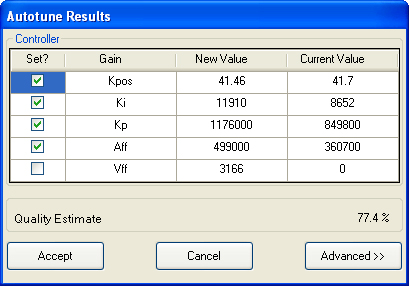 Autotune Results
Controller
Set? Gain New Value Current Value
Kpos 41.46 41.7
Ki 11910 8652
Kp 1176000 849800
Aff 499000 360700
Vff 3166 0
Quality Estimate 77.4 %
Accept Cancel Advanced >>